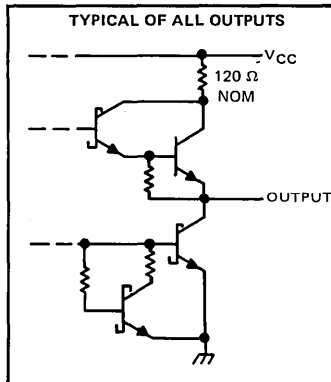 TYPICAL OF ALL OUTPUTS
VCC
120 Ω
NOM
OUTPUT